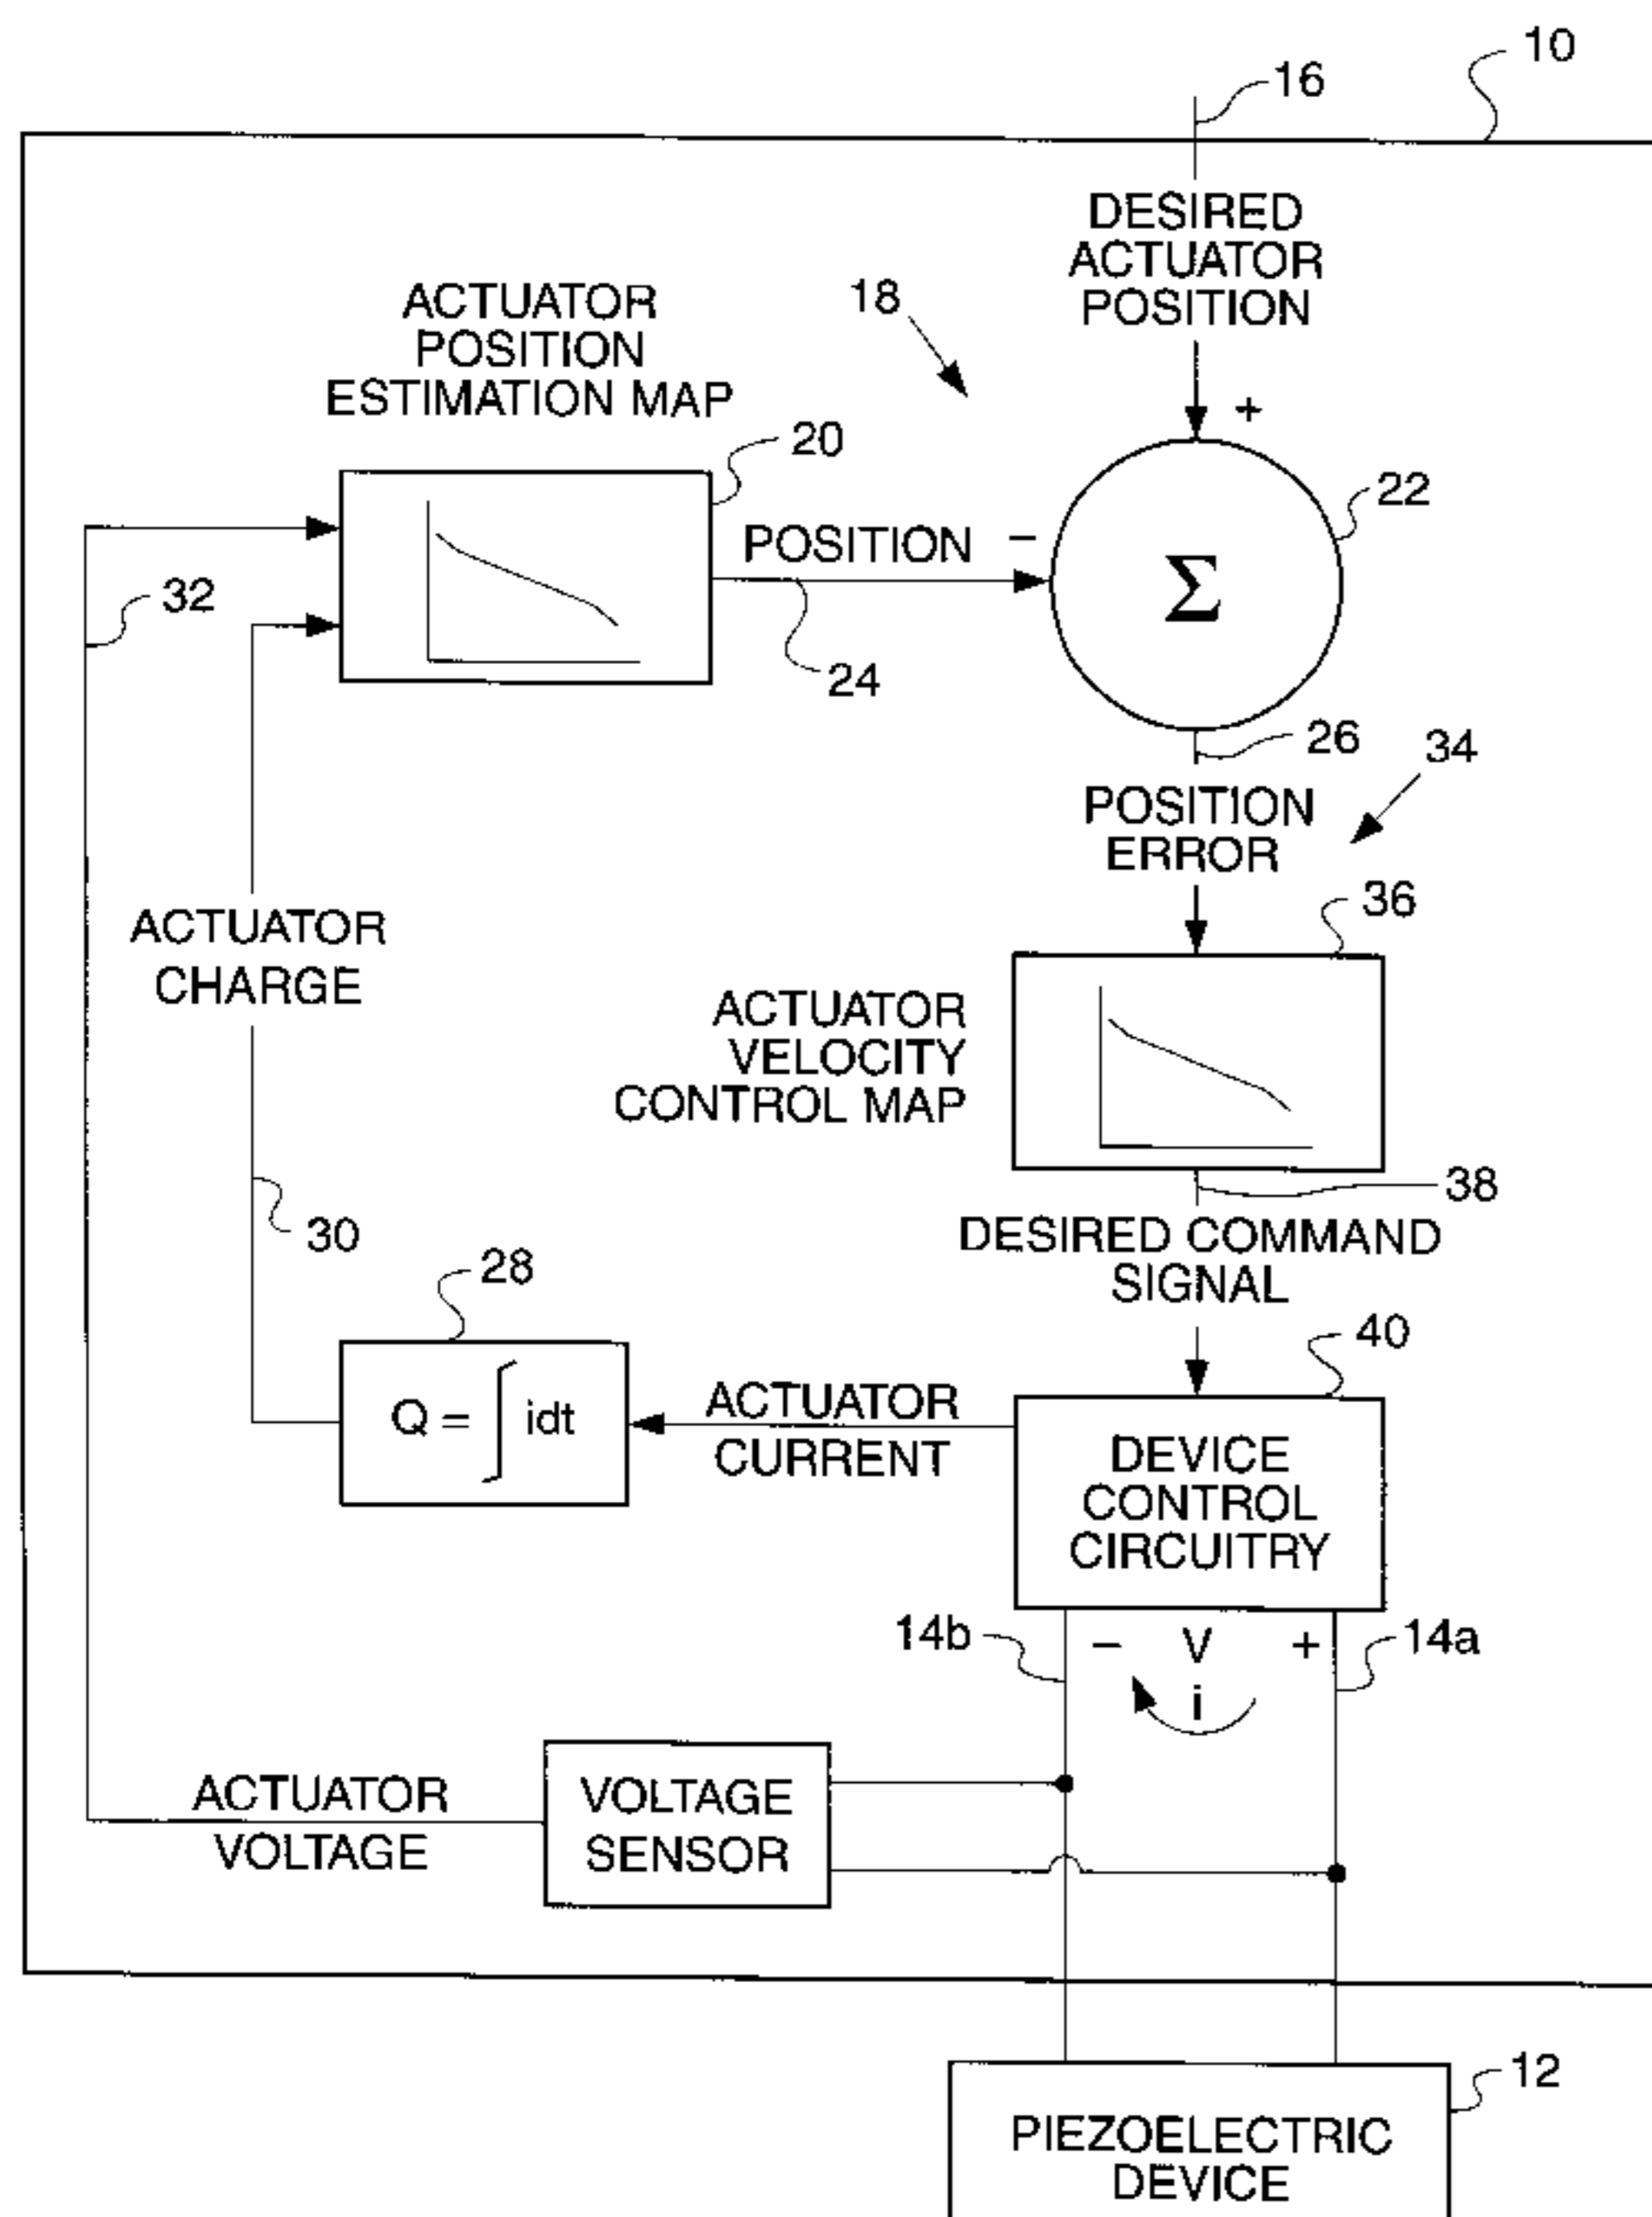 10
16
DESIRED
ACTUATOR
POSITION
18
ACTUATOR
POSITION
ESTIMATION MAP
+
20
22
POSITION −
Σ
32
24
26
34
POSITION
ERROR
36
ACTUATOR
CHARGE
ACTUATOR
VELOCITY
CONTROL MAP
38
30
DESIRED COMMAND
SIGNAL
28
40
Q = ∫ idt
ACTUATOR
CURRENT
DEVICE
CONTROL
CIRCUITRY
14b
− V +
14a
i
ACTUATOR
VOLTAGE
VOLTAGE
SENSOR
12
PIEZOELECTRIC
DEVICE